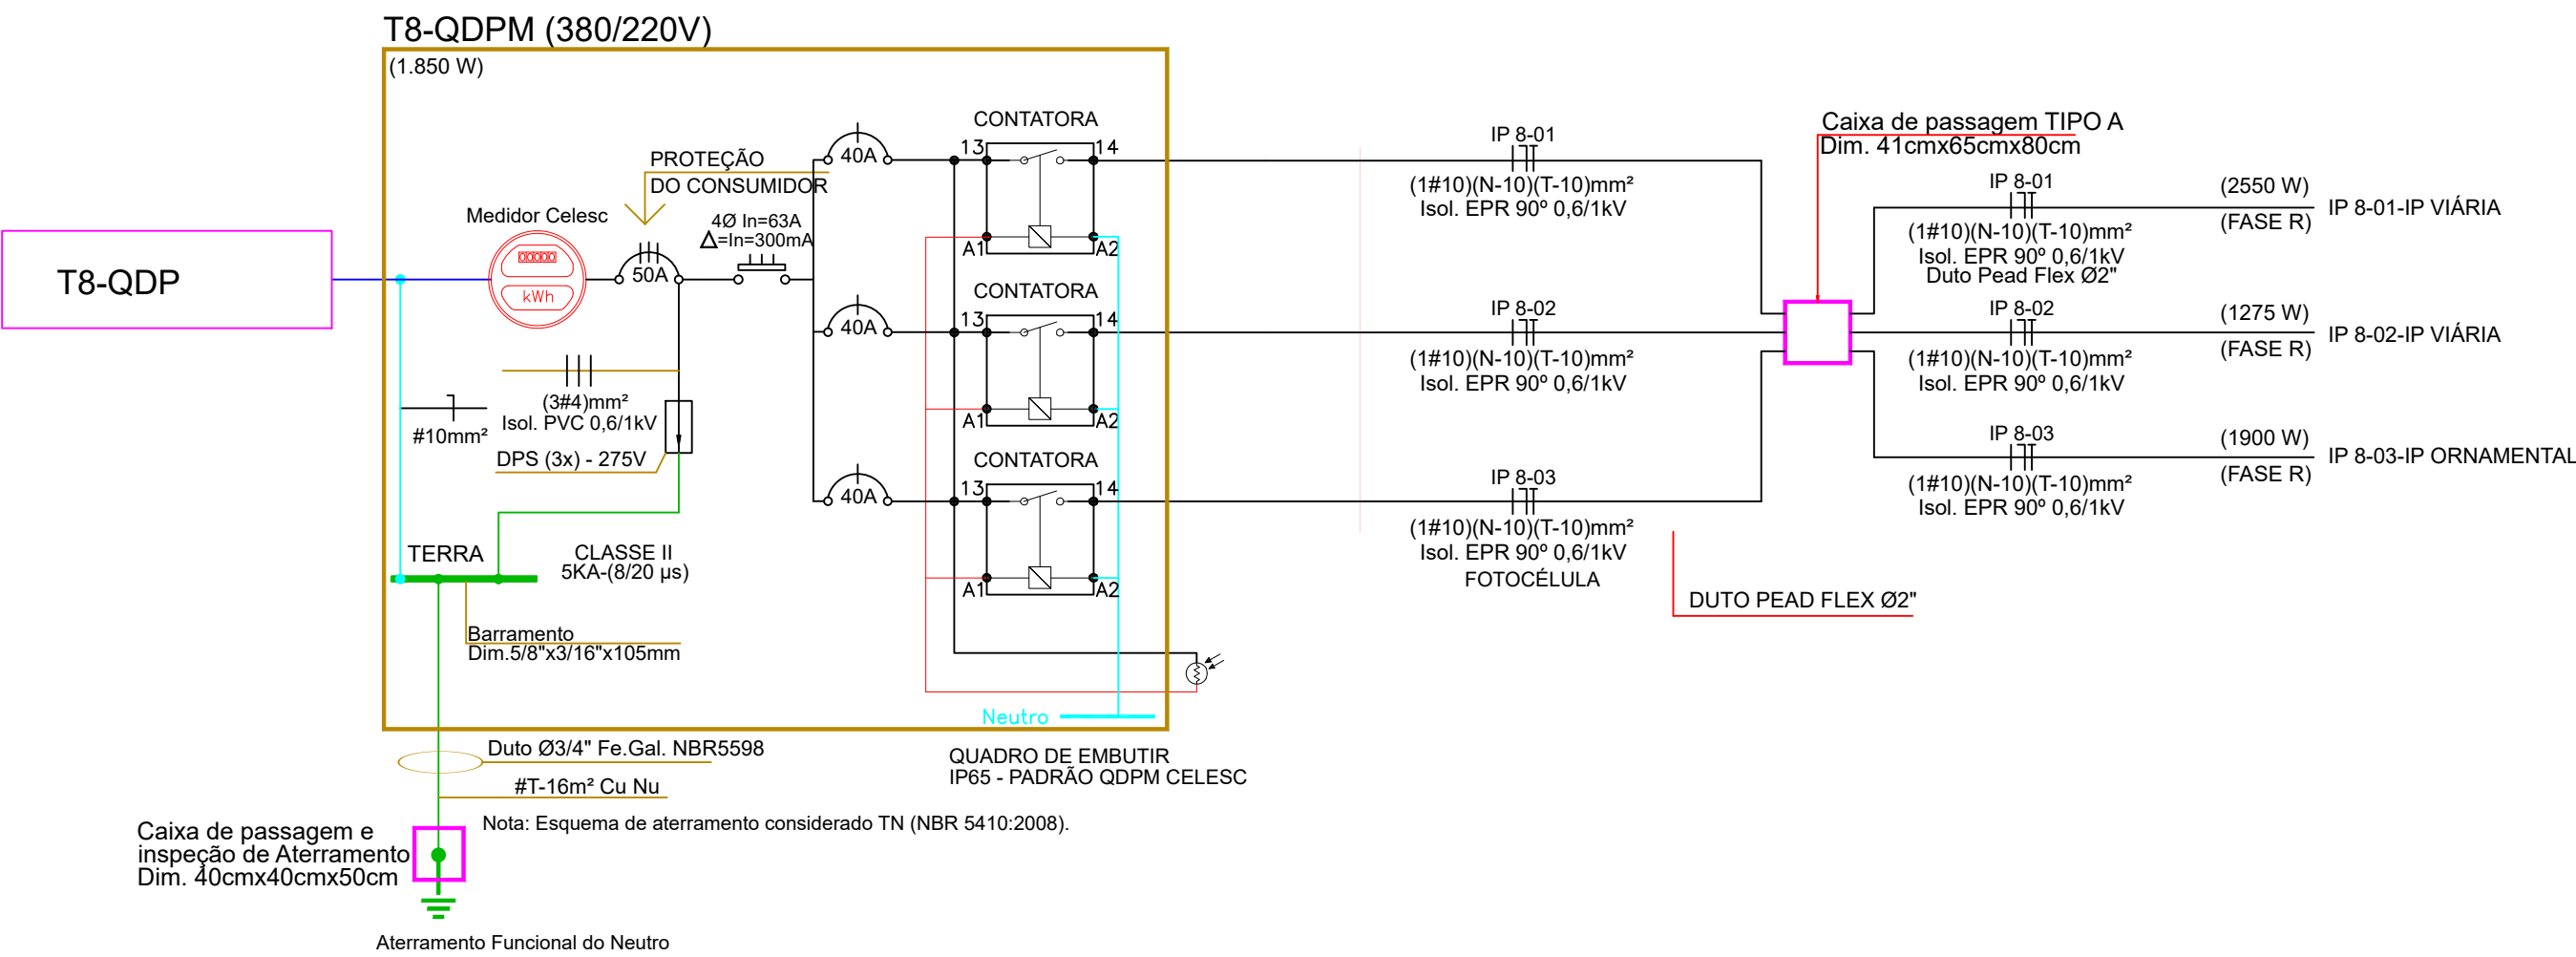 T8-QDPM (380/220V)
(1.850 W)
T8-QDP
Medidor Celesc
00000
kWh
PROTEÇÃO
DO CONSUMIDOR
50A
4Ø In=63A
Δ=In=300mA
(3#4)mm²
Isol. PVC 0,6/1kV
#10mm²
DPS (3x) - 275V
TERRA
CLASSE II
5KA-(8/20 µs)
Barramento
Dim.5/8"x3/16"x105mm
40A
CONTATORA
13
14
A1
A2
40A
CONTATORA
13
14
A1
A2
40A
CONTATORA
13
14
A1
A2
Neutro
QUADRO DE EMBUTIR
IP65 - PADRÃO QDPM CELESC
Duto Ø3/4" Fe.Gal. NBR5598
#T-16m² Cu Nu
Nota: Esquema de aterramento considerado TN (NBR 5410:2008).
Caixa de passagem e
inspeção de Aterramento
Dim. 40cmx40cmx50cm
Aterramento Funcional do Neutro
IP 8-01
(1#10)(N-10)(T-10)mm²
Isol. EPR 90º 0,6/1kV
IP 8-02
(1#10)(N-10)(T-10)mm²
Isol. EPR 90º 0,6/1kV
IP 8-03
(1#10)(N-10)(T-10)mm²
Isol. EPR 90º 0,6/1kV
FOTOCÉLULA
DUTO PEAD FLEX Ø2"
Caixa de passagem TIPO A
Dim. 41cmx65cmx80cm
IP 8-01
(1#10)(N-10)(T-10)mm²
Isol. EPR 90º 0,6/1kV
Duto Pead Flex Ø2"
(2550 W)
(FASE R)
IP 8-01-IP VIÁRIA
IP 8-02
(1#10)(N-10)(T-10)mm²
Isol. EPR 90º 0,6/1kV
(1275 W)
(FASE R)
IP 8-02-IP VIÁRIA
IP 8-03
(1#10)(N-10)(T-10)mm²
Isol. EPR 90º 0,6/1kV
(1900 W)
(FASE R)
IP 8-03-IP ORNAMENTAL